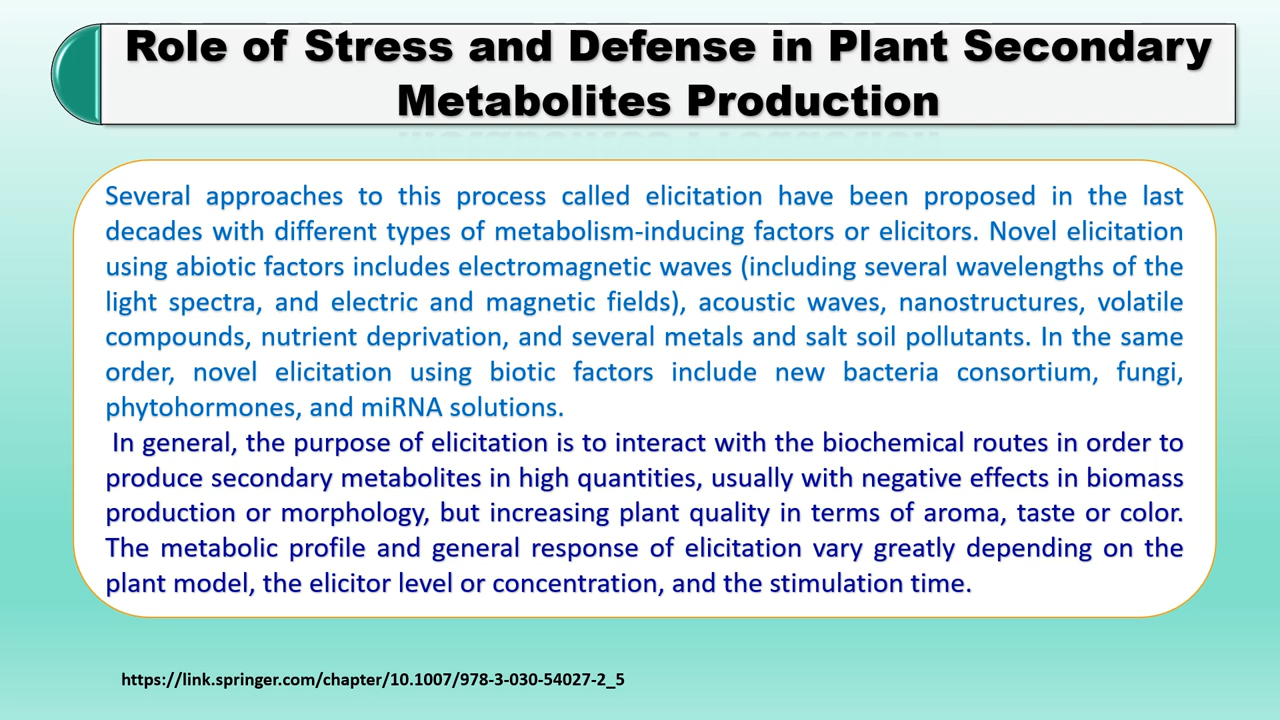 Role of Stress and Defense in Plant Secondary
Metabolites Production
Several approaches to this process called elicitation have been proposed in the last
decades with different types of metabolism-inducing factors or elicitors. Novel elicitation
using abiotic factors includes electromagnetic waves (including several wavelengths of the
light spectra, and electric and magnetic fields), acoustic waves, nanostructures, volatile
compounds, nutrient deprivation, and several metals and salt soil pollutants. In the same
order, novel elicitation using biotic factors include new bacteria consortium, fungi,
phytohormones, and miRNA solutions.
In general, the purpose of elicitation is to interact with the biochemical routes in order to
produce secondary metabolites in high quantities, usually with negative effects in biomass
production or morphology, but increasing plant quality in terms of aroma, taste or color.
The metabolic profile and general response of elicitation vary greatly depending on the
plant model, the elicitor level or concentration, and the stimulation time.
https://link.springer.com/chapter/10.1007/978-3-030-54027-2_5